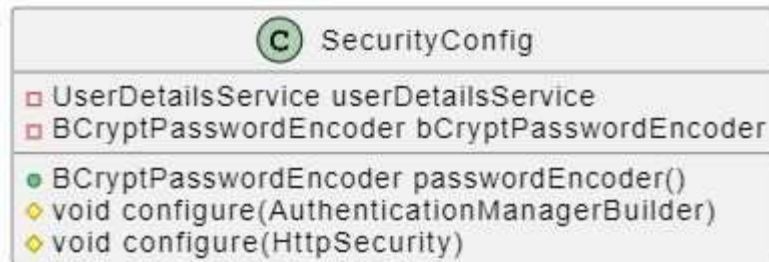 C SecurityConfig
UserDetailsService userDetailsService
BCryptPasswordEncoder bCryptPasswordEncoder
BCryptPasswordEncoder passwordEncoder()
void configure(AuthenticationManagerBuilder)
void configure(HttpSecurity)